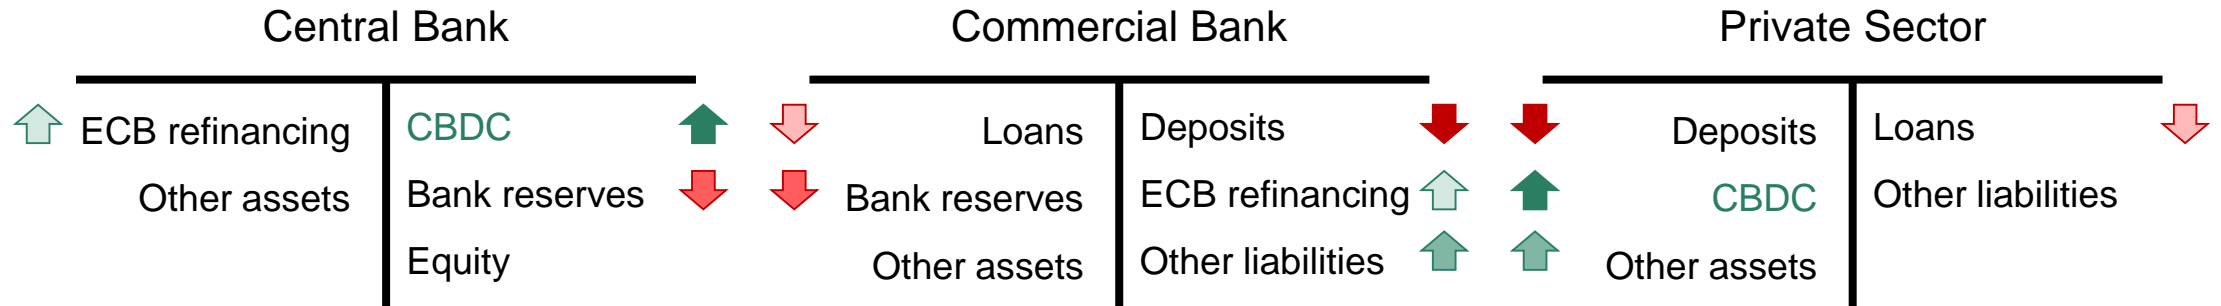 Central Bank
ECB refinancing
Other assets
CBDC
Bank reserves
Equity
Commercial Bank
Loans
Bank reserves
Other assets
Deposits
ECB refinancing
Other liabilities
Private Sector
Deposits
CBDC
Other assets
Loans
Other liabilities